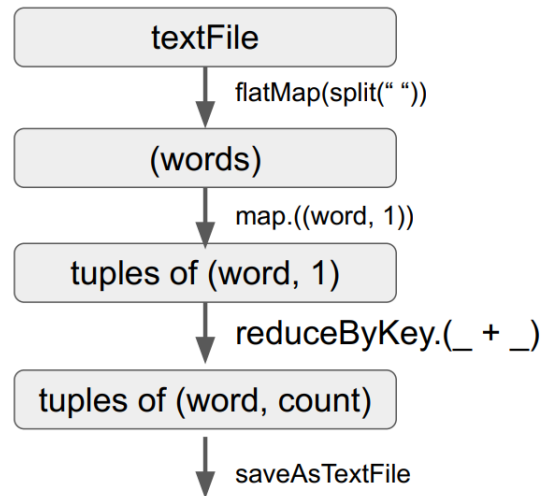 textFile
flatMap(split(“ “))
(words)
map.((word, 1))
tuples of (word, 1)
reduceByKey.(_ + _)
tuples of (word, count)
saveAsTextFile